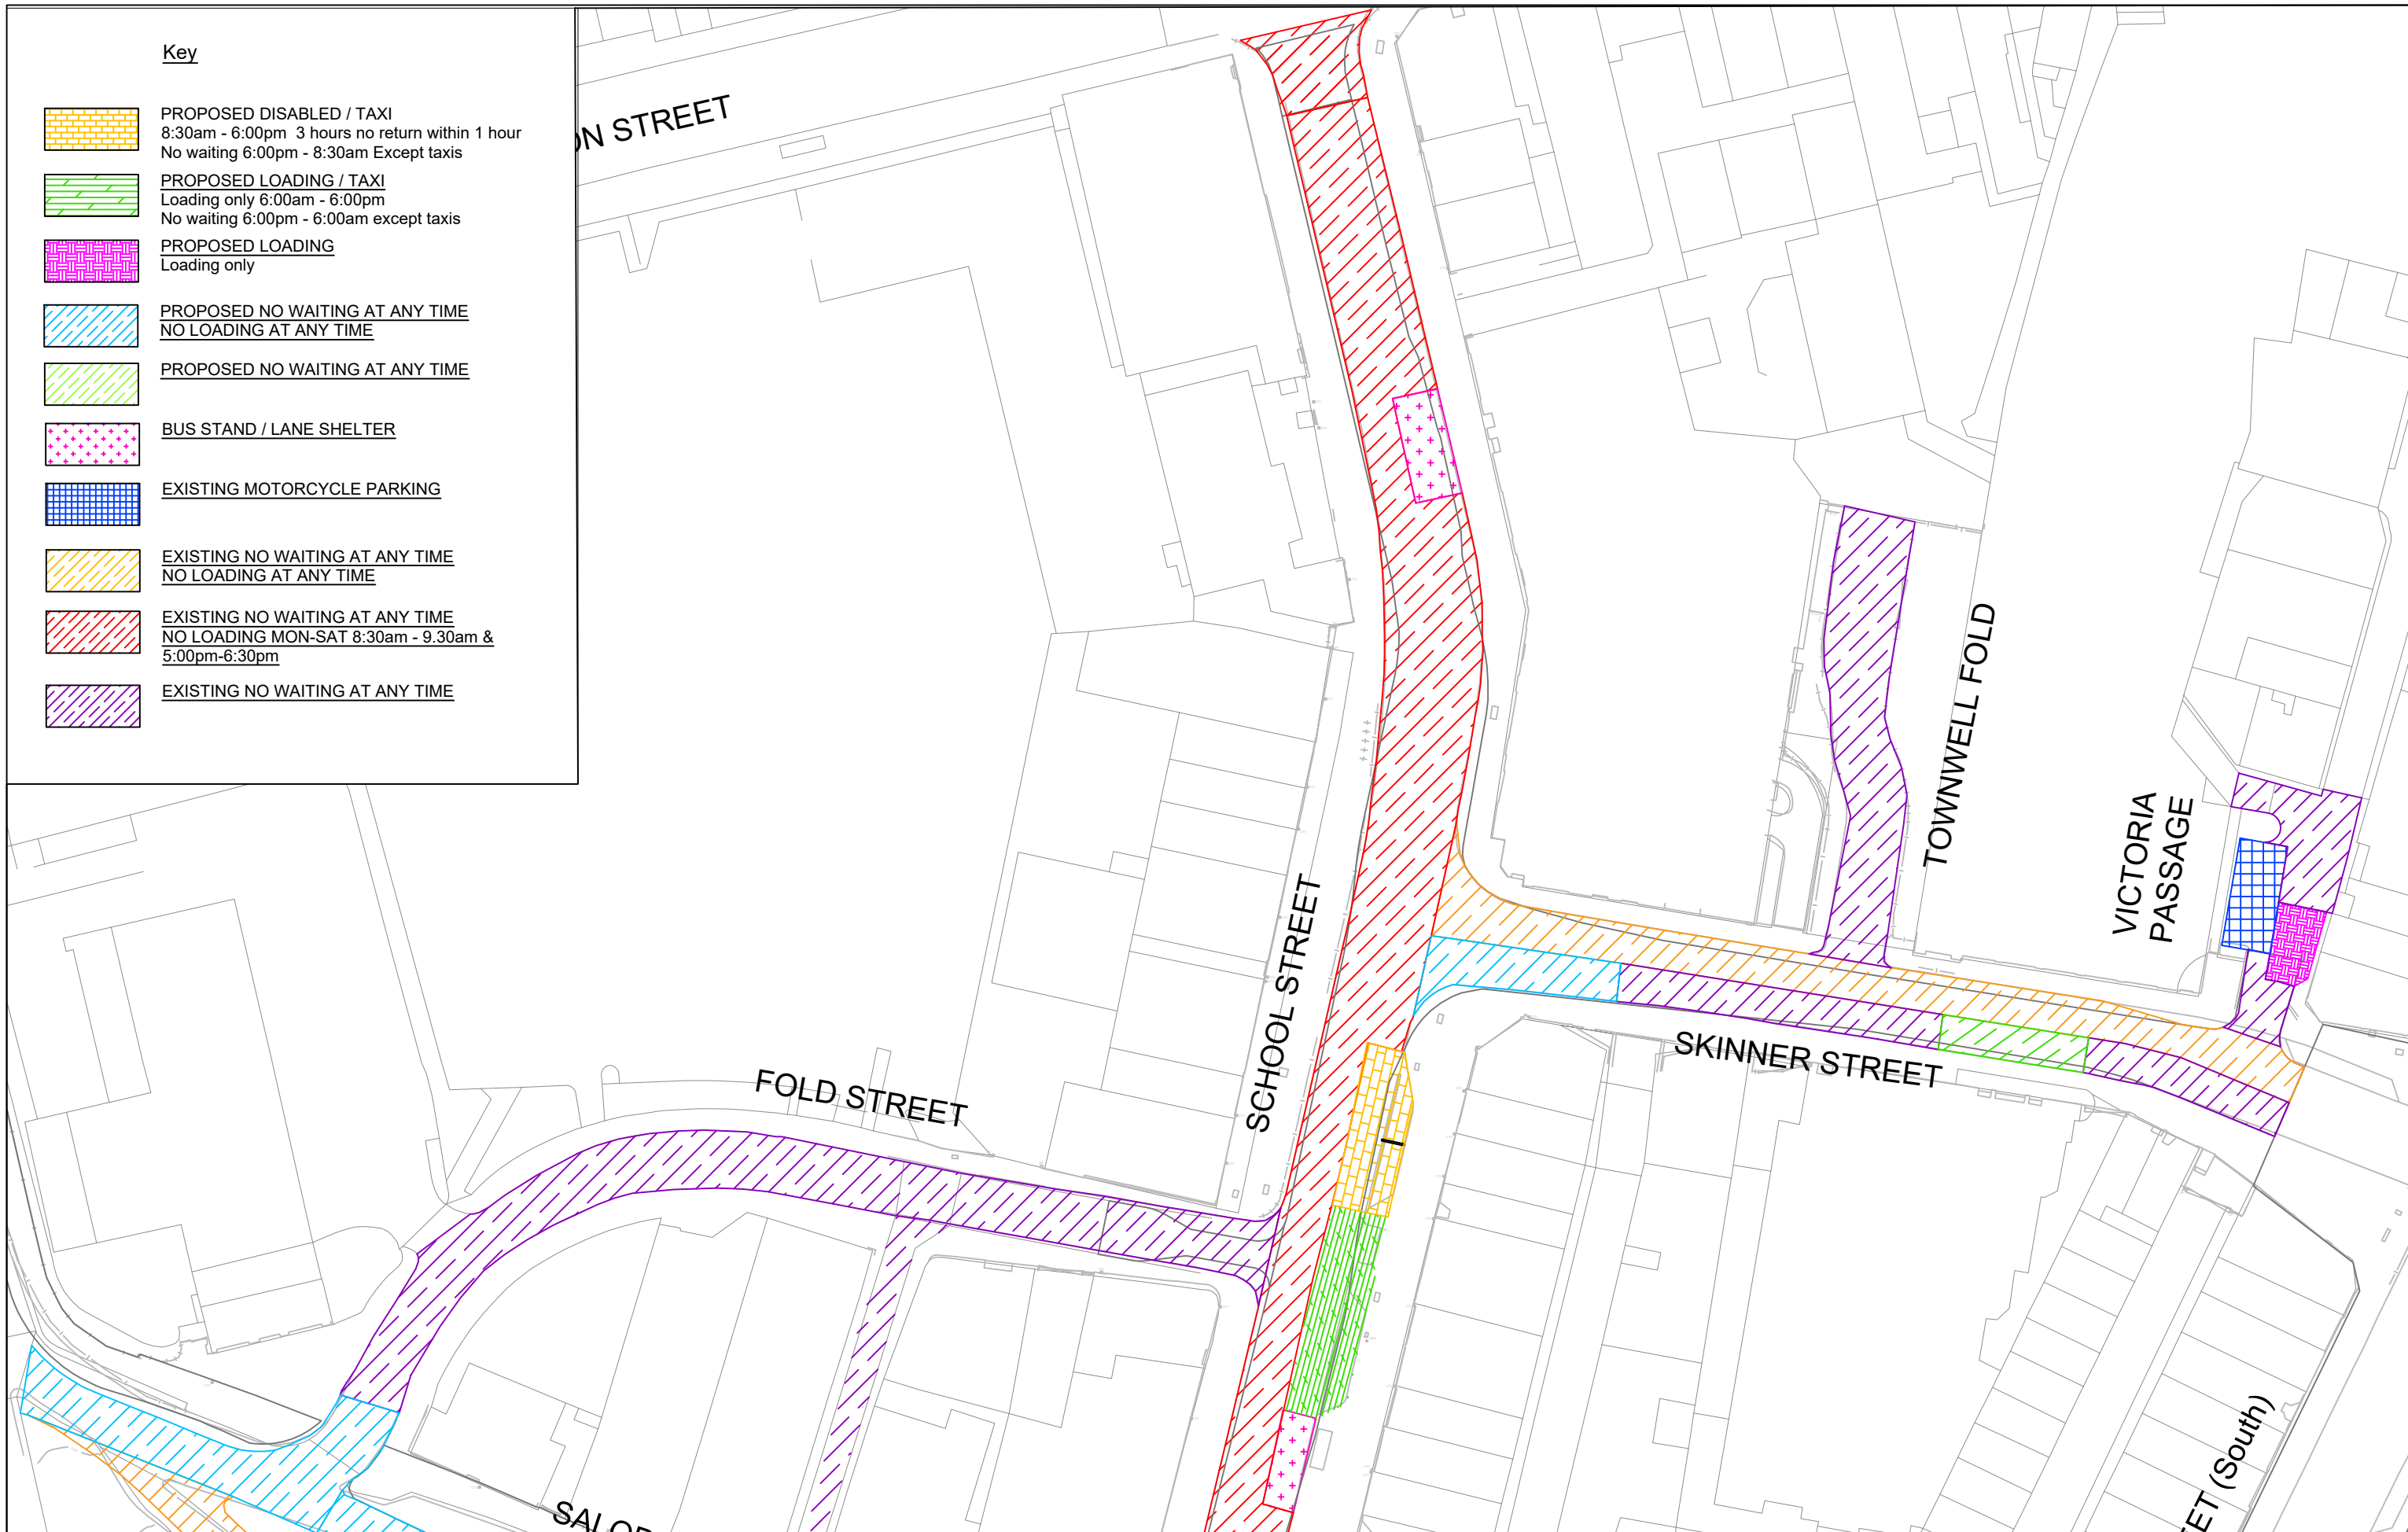 Key
PROPOSED DISABLED / TAXI
8:30am - 6:00pm  3 hours no return within 1 hour
No waiting 6:00pm - 8:30am Except taxis
PROPOSED LOADING / TAXI
Loading only 6:00am - 6:00pm
No waiting 6:00pm - 6:00am except taxis
PROPOSED LOADING
Loading only
PROPOSED NO WAITING AT ANY TIME
NO LOADING AT ANY TIME
PROPOSED NO WAITING AT ANY TIME
BUS STAND / LANE SHELTER
EXISTING MOTORCYCLE PARKING
EXISTING NO WAITING AT ANY TIME
NO LOADING AT ANY TIME
EXISTING NO WAITING AT ANY TIME
NO LOADING MON-SAT 8:30am - 9.30am &
5:00pm-6:30pm
EXISTING NO WAITING AT ANY TIME
ON STREET
TOWNWELL FOLD
VICTORIA
PASSAGE
SCHOOL STREET
SKINNER STREET
FOLD STREET
SALOP
ET (South)